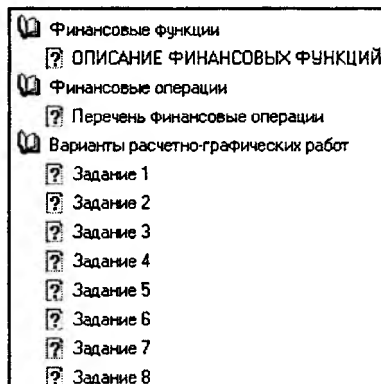 Финансовые функции
ОПИСАНИЕ ФИНАНСОВЫХ ФУНКЦИЙ
Финансовые операции
Перечень финансовые операции
Варианты расчетно-графических работ
Задание 1
Задание 2
Задание 3
Задание 4
Задание 5
Задание 6
Задание 7
Задание 8